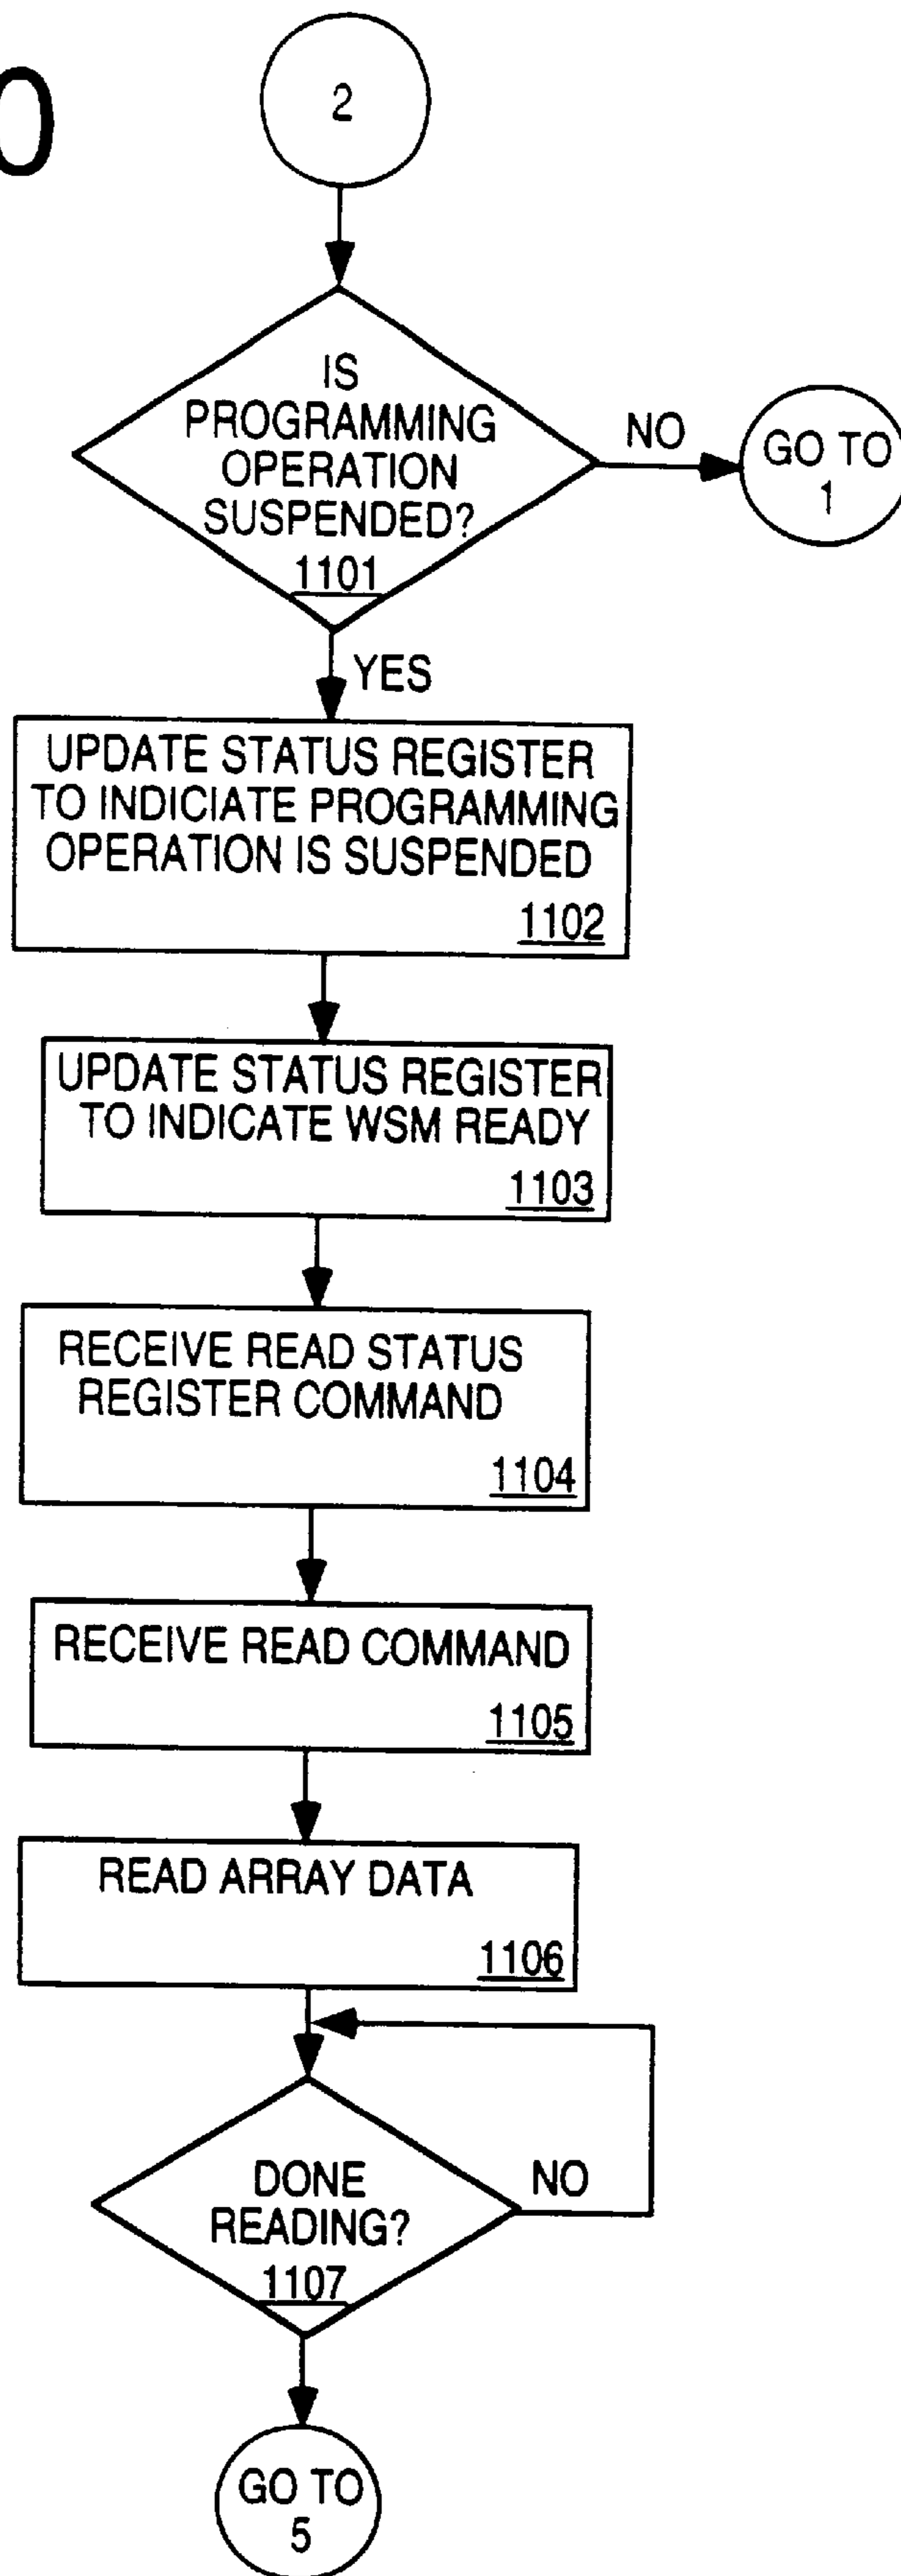 0
2
IS
PROGRAMMING
OPERATION
SUSPENDED?
1101
NO
GO TO
1
YES
UPDATE STATUS REGISTER
TO INDICIATE PROGRAMMING
OPERATION IS SUSPENDED
1102
UPDATE STATUS REGISTER
TO INDICATE WSM READY
1103
RECEIVE READ STATUS
REGISTER COMMAND
1104
RECEIVE READ COMMAND
1105
READ ARRAY DATA
1106
DONE
READING?
1107
NO
GO TO
5